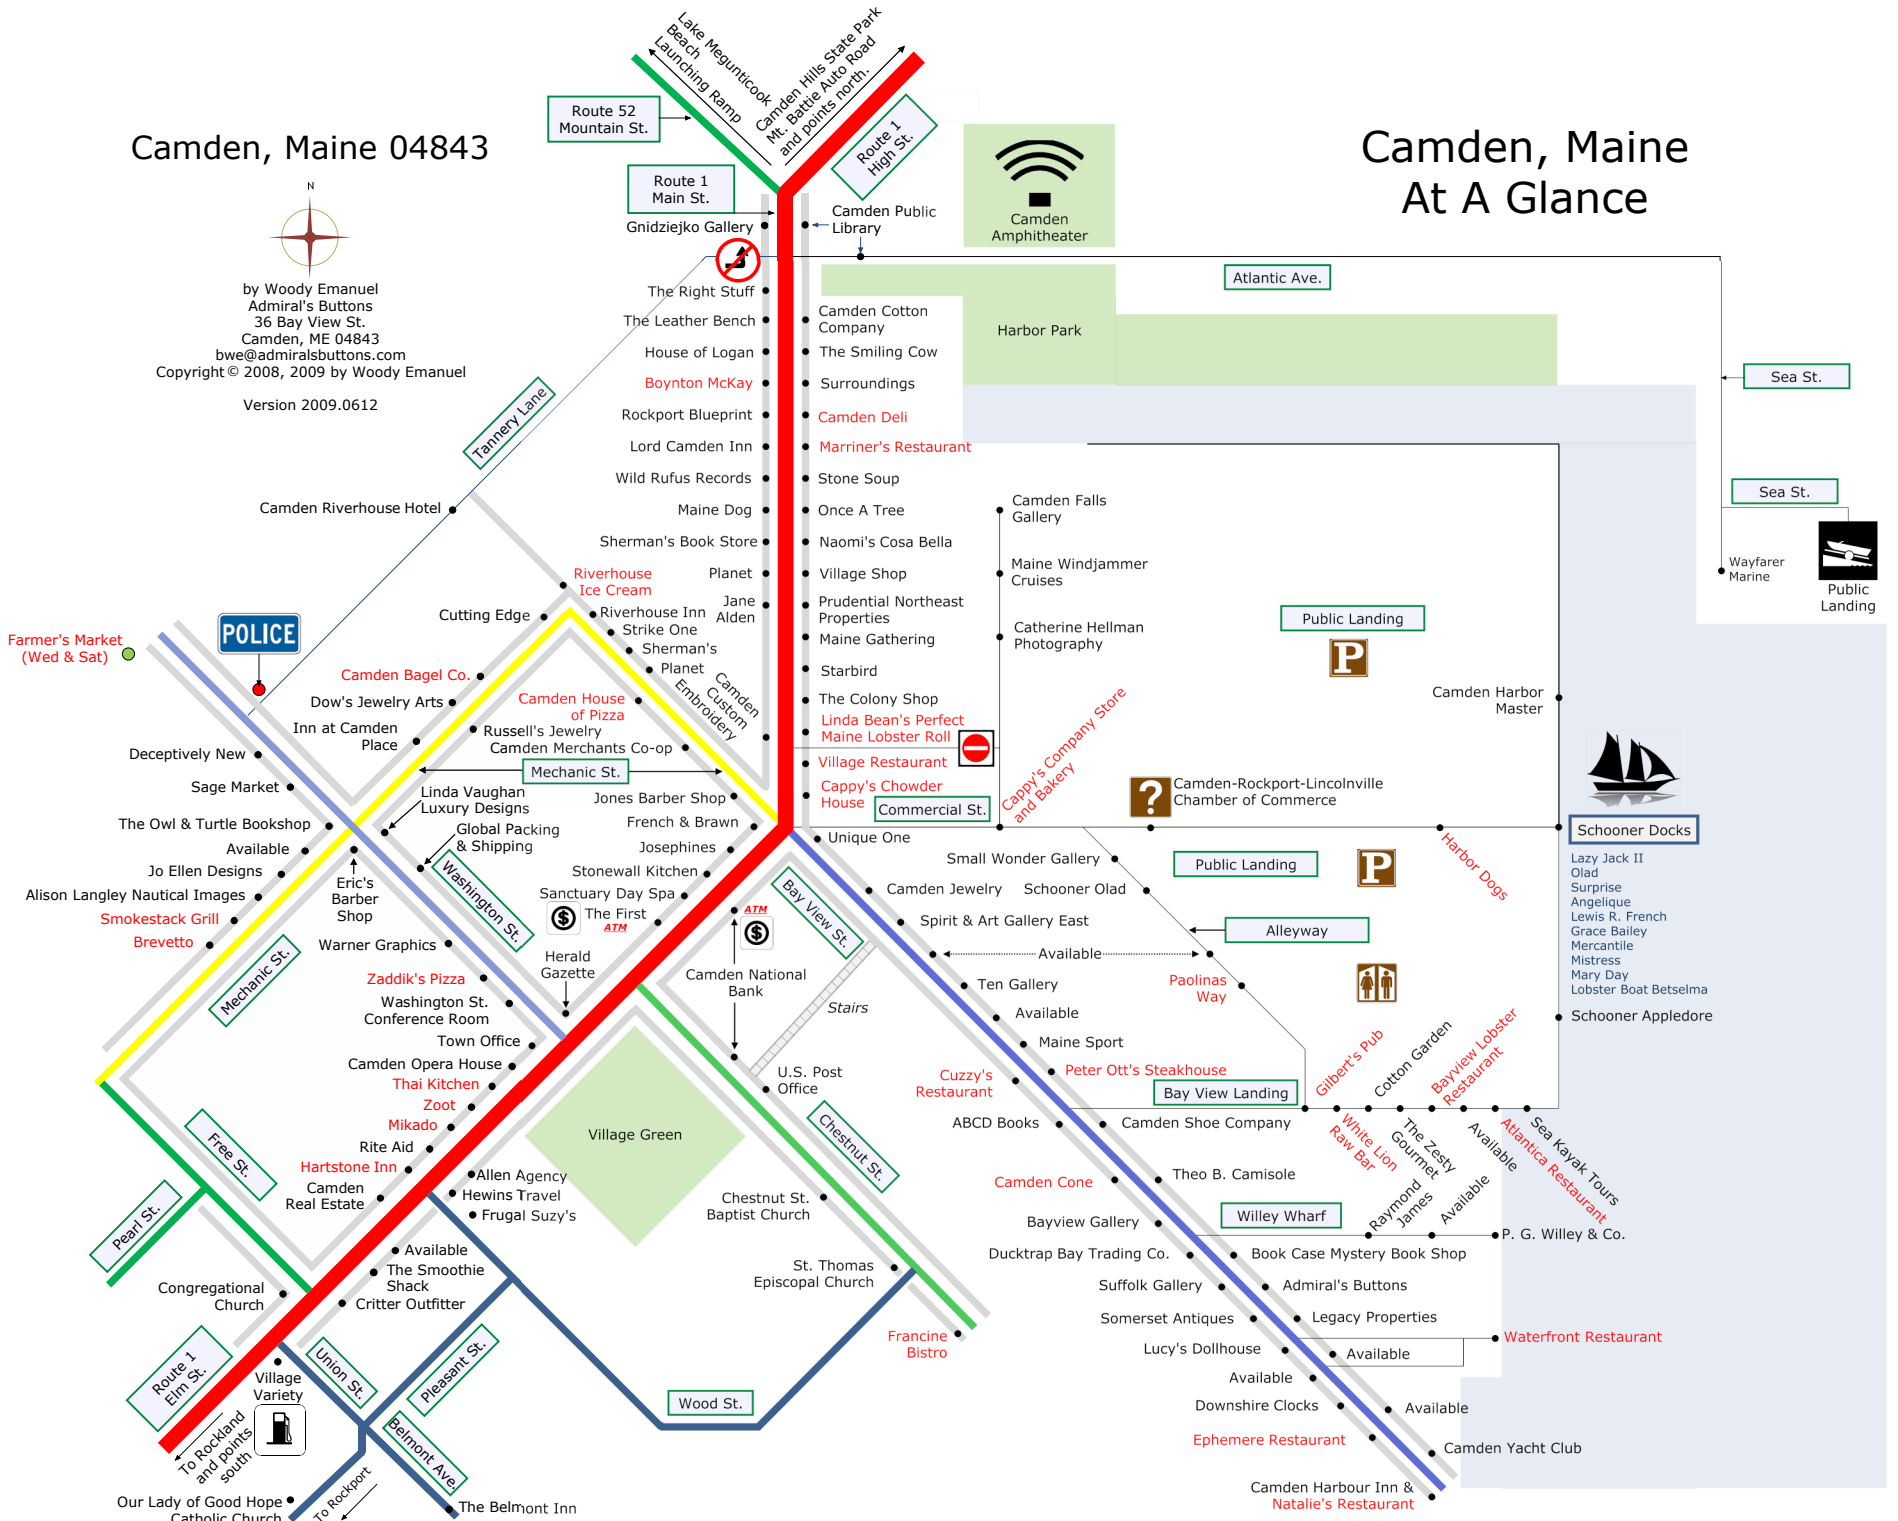 Camden, Maine 04843
N
by Woody Emanuel
Admiral's Buttons
36 Bay View St.
Camden, ME 04843
bwe@admiralsbuttons.com
Copyright© 2008, 2009 by Woody Emanuel
Version 2009.0612
Camden, Maine
At A Glance
Lake Megunticook
Beach
Launching Ramp
Camden Hills State Park
Mt. Battie Auto Road
and points north.
Route 52
Mountain St.
Route 1
High St.
Route 1
Main St.
Camden
Amphitheater
Camden Public
Library
Atlantic Ave.
Harbor Park
Sea St.
Sea St.
Wayfarer
Marine
Public
Landing
Gnidziejko Gallery
The Right Stuff
The Leather Bench
House of Logan
Boynton McKay
Rockport Blueprint
Lord Camden Inn
Wild Rufus Records
Maine Dog
Sherman's Book Store
Planet
Jane
Alden
Camden
Custom
Embroidery
Camden Cotton
Company
The Smiling Cow
Surroundings
Camden Deli
Marriner's Restaurant
Stone Soup
Once A Tree
Naomi's Cosa Bella
Village Shop
Prudential Northeast
Properties
Maine Gathering
Starbird
The Colony Shop
Linda Bean's Perfect
Maine Lobster Roll
Village Restaurant
Cappy's Chowder
House
Commercial St.
Unique One
Camden Falls
Gallery
Maine Windjammer
Cruises
Catherine Hellman
Photography
Cappy's Company Store
and Bakery
Public Landing
P
Camden Harbor
Master
?
Camden-Rockport-Lincolnville
Chamber of Commerce
Harbor Dogs
Schooner Docks
Lazy Jack II
Olad
Surprise
Angelique
Lewis R. French
Grace Bailey
Mercantile
Mistress
Mary Day
Lobster Boat Betselma
Schooner Appledore
Public Landing
P
Alleyway
Small Wonder Gallery
Schooner Olad
Paolinas
Way
Tannery Lane
Camden Riverhouse Hotel
Riverhouse
Ice Cream
Cutting Edge
Riverhouse Inn
Strike One
Sherman's
Planet
Camden House
of Pizza
Camden Merchants Co-op
Mechanic St.
Farmer's Market
(Wed & Sat)
POLICE
Camden Bagel Co.
Dow's Jewelry Arts
Inn at Camden
Place
Russell's Jewelry
Linda Vaughan
Luxury Designs
Global Packing
& Shipping
Deceptively New
Sage Market
The Owl & Turtle Bookshop
Available
Jo Ellen Designs
Alison Langley Nautical Images
Smokestack Grill
Brevetto
Mechanic St.
Eric's
Barber
Shop
Washington St.
Warner Graphics
Zaddik's Pizza
Washington St.
Conference Room
Town Office
Camden Opera House
Thai Kitchen
Zoot
Mikado
Rite Aid
Hartstone Inn
Camden
Real Estate
Jones Barber Shop
French & Brawn
Josephines
Stonewall Kitchen
Sanctuary Day Spa
$
The First
ATM
Herald
Gazette
ATM
$
Camden National
Bank
Bay View St.
Stairs
U.S. Post
Office
Village Green
Chestnut St.
Chestnut St.
Baptist Church
St. Thomas
Episcopal Church
Francine
Bistro
Camden Jewelry
Spirit & Art Gallery East
Available
Ten Gallery
Available
Maine Sport
Peter Ott's Steakhouse
Cuzzy's
Restaurant
ABCD Books
Bay View Landing
Camden Shoe Company
Gilbert's Pub
White Lion
Raw Bar
Cotton Garden
The Zesty
Gourmet
Bayview Lobster
Restaurant
Available
Atlantica Restaurant
Sea Kayak Tours
Camden Cone
Theo B. Camisole
Bayview Gallery
Willey Wharf
Raymond
James
Available
P. G. Willey & Co.
Ducktrap Bay Trading Co.
Book Case Mystery Book Shop
Suffolk Gallery
Admiral's Buttons
Somerset Antiques
Legacy Properties
Lucy's Dollhouse
Waterfront Restaurant
Available
Available
Downshire Clocks
Available
Ephemere Restaurant
Camden Yacht Club
Camden Harbour Inn &
Natalie's Restaurant
Free St.
Pearl St.
Congregational
Church
Allen Agency
Hewins Travel
Frugal Suzy's
Available
The Smoothie
Shack
Critter Outfitter
Route 1
Elm St.
Village
Variety
To Rockland
and points
south
Union St.
Pleasant St.
Belmont Ave.
Wood St.
Our Lady of Good Hope
Catholic Church
To Rockport
The Belmont Inn